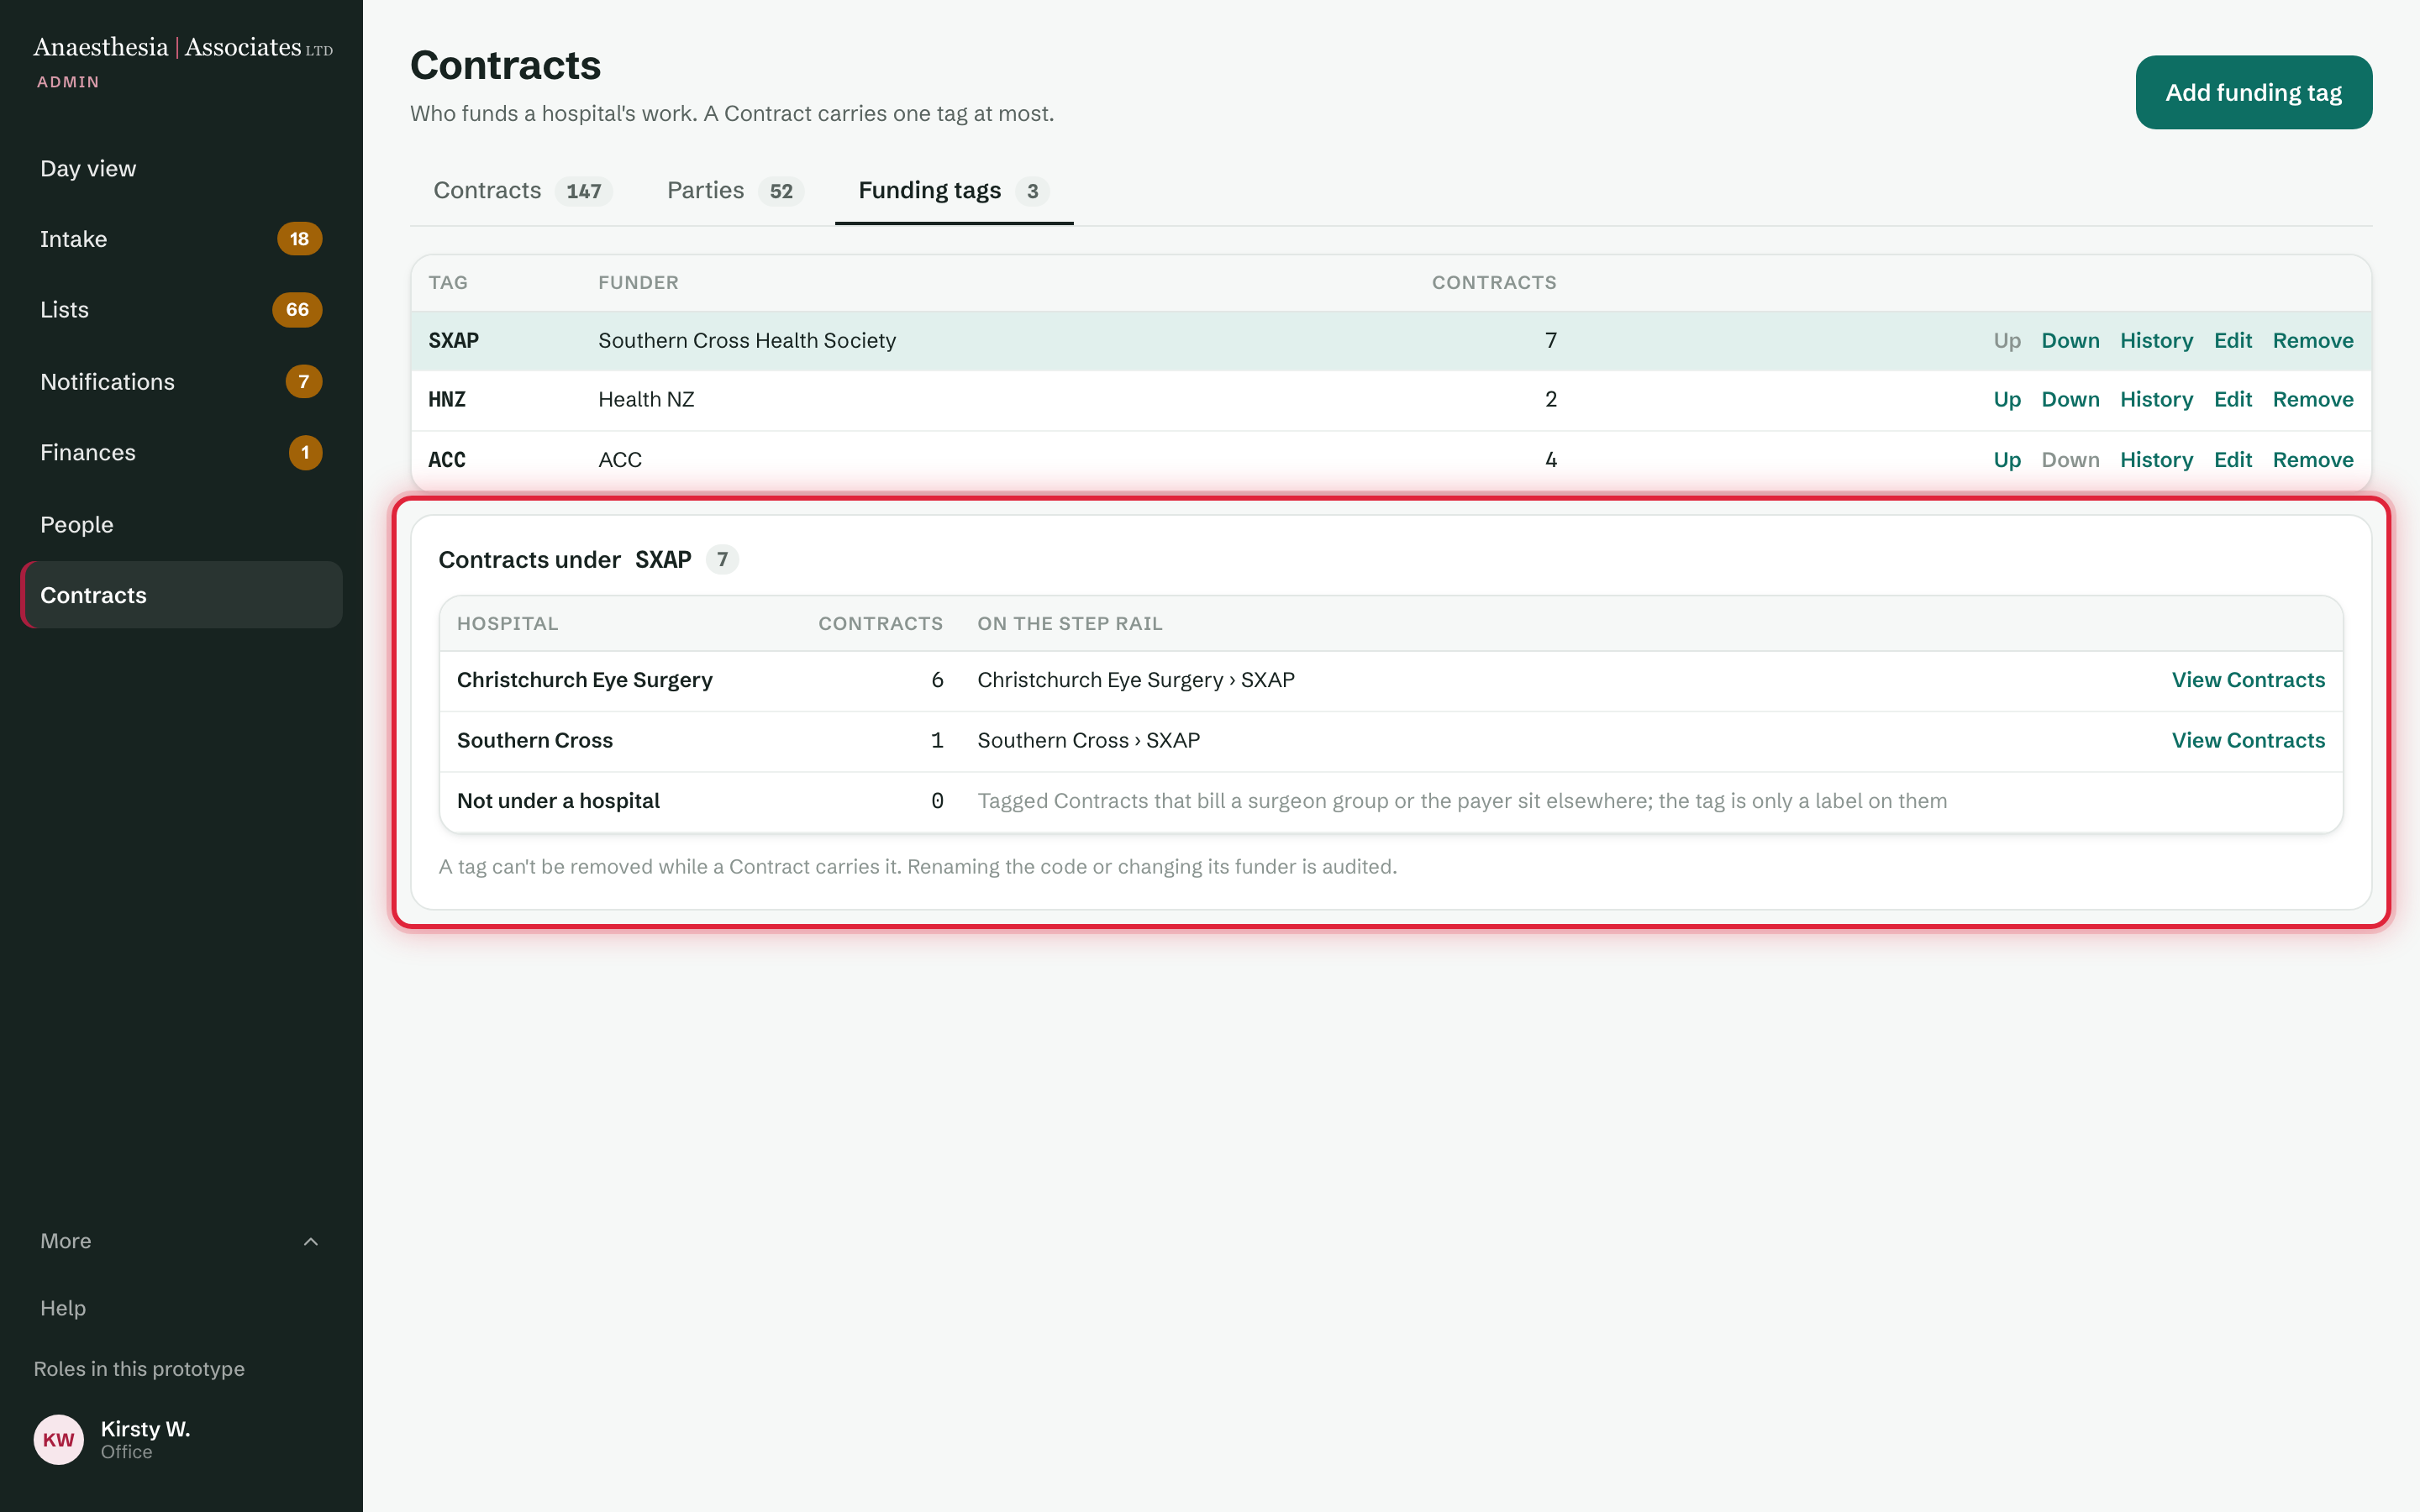 Anaesthesia | Associates LTD
ADMIN
Day view
Intake 18
Lists 66
Notifications 7
Finances 1
People
Contracts
More
Help
Roles in this prototype
KW
Kirsty W.
Office
Contracts
Who funds a hospital's work. A Contract carries one tag at most.
Add funding tag
Contracts 147 Parties 52 Funding tags 3
TAG FUNDER CONTRACTS
SXAP Southern Cross Health Society 7 Up Down History Edit Remove
HNZ Health NZ 2 Up Down History Edit Remove
ACC ACC 4 Up Down History Edit Remove
Contracts under SXAP 7
HOSPITAL CONTRACTS ON THE STEP RAIL
Christchurch Eye Surgery 6 Christchurch Eye Surgery › SXAP View Contracts
Southern Cross 1 Southern Cross › SXAP View Contracts
Not under a hospital 0 Tagged Contracts that bill a surgeon group or the payer sit elsewhere; the tag is only a label on them
A tag can't be removed while a Contract carries it. Renaming the code or changing its funder is audited.